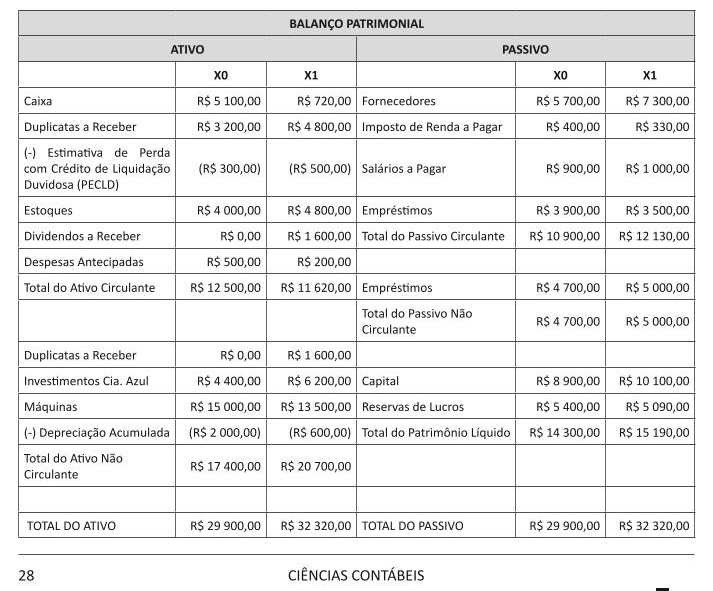 BALANÇO PATRIMONIAL
ATIVO PASSIVO
X0 X1 X0 X1
Caixa R$ 5 100,00 R$ 720,00 Fornecedores R$ 5 700,00 R$ 7 300,00
Duplicatas a Receber R$ 3 200,00 R$ 4 800,00 Imposto de Renda a Pagar R$ 400,00 R$ 330,00
(-) Estimativa de Perda
com Crédito de Liquidação (R$ 300,00) (R$ 500,00) Salários a Pagar R$ 900,00 R$ 1 000,00
Duvidosa (PECLD)
Estoques R$ 4 000,00 R$ 4 800,00 Empréstimos R$ 3 900,00 R$ 3 500,00
Dividendos a Receber R$ 0,00 R$ 1 600,00 Total do Passivo Circulante R$ 10 900,00 R$ 12 130,00
Despesas Antecipadas R$ 500,00 R$ 200,00
Total do Ativo Circulante R$ 12 500,00 R$ 11 620,00 Empréstimos R$ 4 700,00 R$ 5 000,00
Total do Passivo Não
Circulante R$ 4 700,00 R$ 5 000,00
Duplicatas a Receber R$ 0,00 R$ 1 600,00
Investimentos Cia. Azul R$ 4 400,00 R$ 6 200,00 Capital R$ 8 900,00 R$ 10 100,00
Máquinas R$ 15 000,00 R$ 13 500,00 Reservas de Lucros R$ 5 400,00 R$ 5 090,00
(-) Depreciação Acumulada (R$ 2 000,00) (R$ 600,00) Total do Patrimônio Líquido R$ 14 300,00 R$ 15 190,00
Total do Ativo Não
Circulante R$ 17 400,00 R$ 20 700,00
TOTAL DO ATIVO R$ 29 900,00 R$ 32 320,00 TOTAL DO PASSIVO R$ 29 900,00 R$ 32 320,00
28 CIÊNCIAS CONTÁBEIS